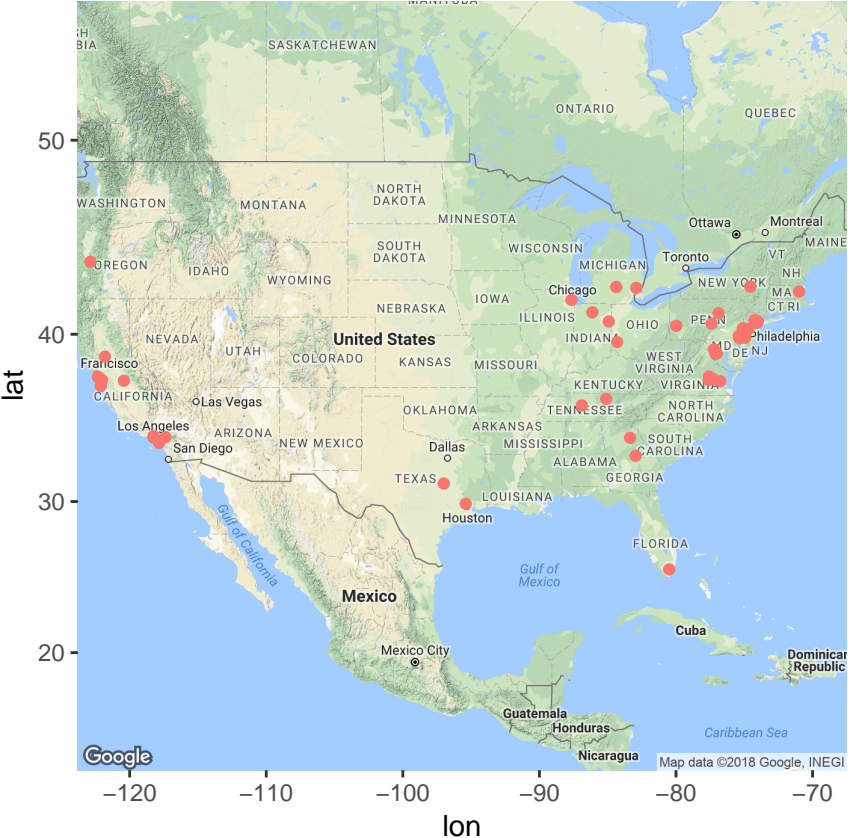 MANITOBA
SASKATCHEWAN
ONTARIO
QUEBEC
50
WASHINGTON
MONTANA
NORTH
DAKOTA
MINNESOTA
Ottawa
Montreal
MAINE
OREGON
IDAHO
SOUTH
DAKOTA
WISCONSIN
MICHIGAN
Toronto
VT
NH
WYOMING
NEW YORK
MA
CT RI
Chicago
IOWA
NEBRASKA
ILLINOIS
OHIO
PENN
40
NEVADA
United States
INDIANA
Philadelphia
MD DE NJ
Francisco
UTAH
COLORADO
KANSAS
MISSOURI
WEST
VIRGINIA
KENTUCKY
VIRGINIA
CALIFORNIA
Las Vegas
OKLAHOMA
TENNESSEE
NORTH
CAROLINA
Los Angeles
ARIZONA
NEW MEXICO
ARKANSAS
MISSISSIPPI
SOUTH
CAROLINA
San Diego
Dallas
ALABAMA
GEORGIA
TEXAS
LOUISIANA
30
Houston
Gulf of California
FLORIDA
Gulf of
Mexico
Mexico
Cuba
20
Mexico City
Dominican
Republic
Guatemala
Honduras
Caribbean Sea
Nicaragua
Google
Map data ©2018 Google, INEGI
−120
−110
−100
−90
−80
−70
lon
lat